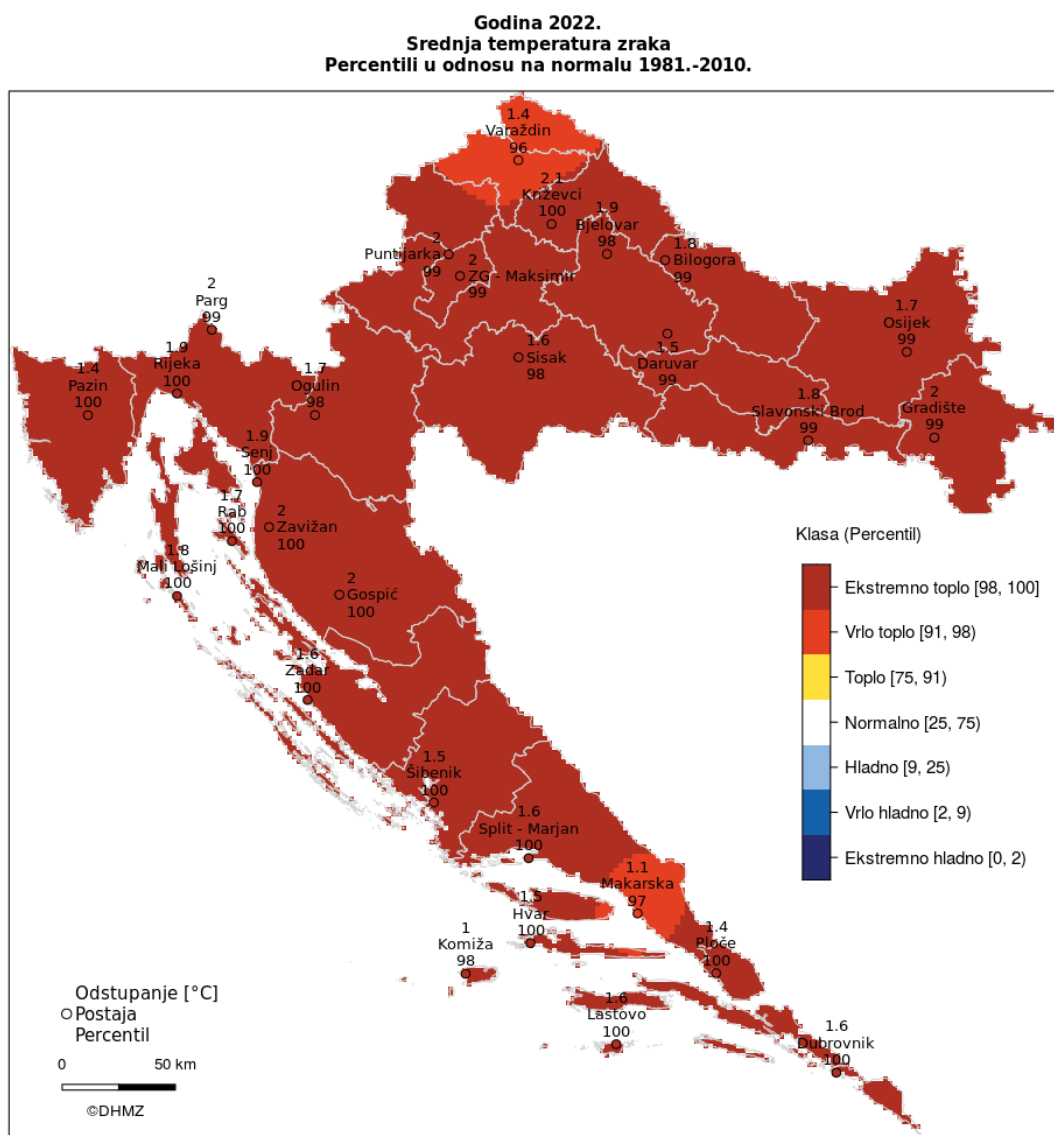 Godina 2022.
Srednja temperatura zraka
Percentili u odnosu na normalu 1981.-2010.
1.4
Varaždin
96
2.1
Križevci
100
1.9
Bjelovar
98
2
Puntijarka
99
2
ZG - Maksimir
99
1.8
Bilogora
99
2
Parg
99
1.7
Osijek
99
1.4
Pazin
100
1.9
Rijeka
100
1.7
Ogulin
98
1.6
Sisak
98
1.5
Daruvar
99
1.8
Slavonski Brod
99
2
Gradište
99
1.9
Senj
100
1.7
Rab
100
2
Zavižan
100
1.8
Mali Lošinj
100
2
Gospić
100
1.6
Zadar
100
1.5
Šibenik
100
1.6
Split - Marjan
100
1.1
Makarska
97
1.5
Hvar
100
1
Komiža
98
1.4
Ploče
100
1.6
Lastovo
100
1.6
Dubrovnik
100
Klasa (Percentil)
Ekstremno toplo [98, 100]
Vrlo toplo [91, 98)
Toplo [75, 91)
Normalno [25, 75)
Hladno [9, 25)
Vrlo hladno [2, 9)
Ekstremno hladno [0, 2)
Odstupanje [°C]
Postaja
Percentil
0 50 km
©DHMZ